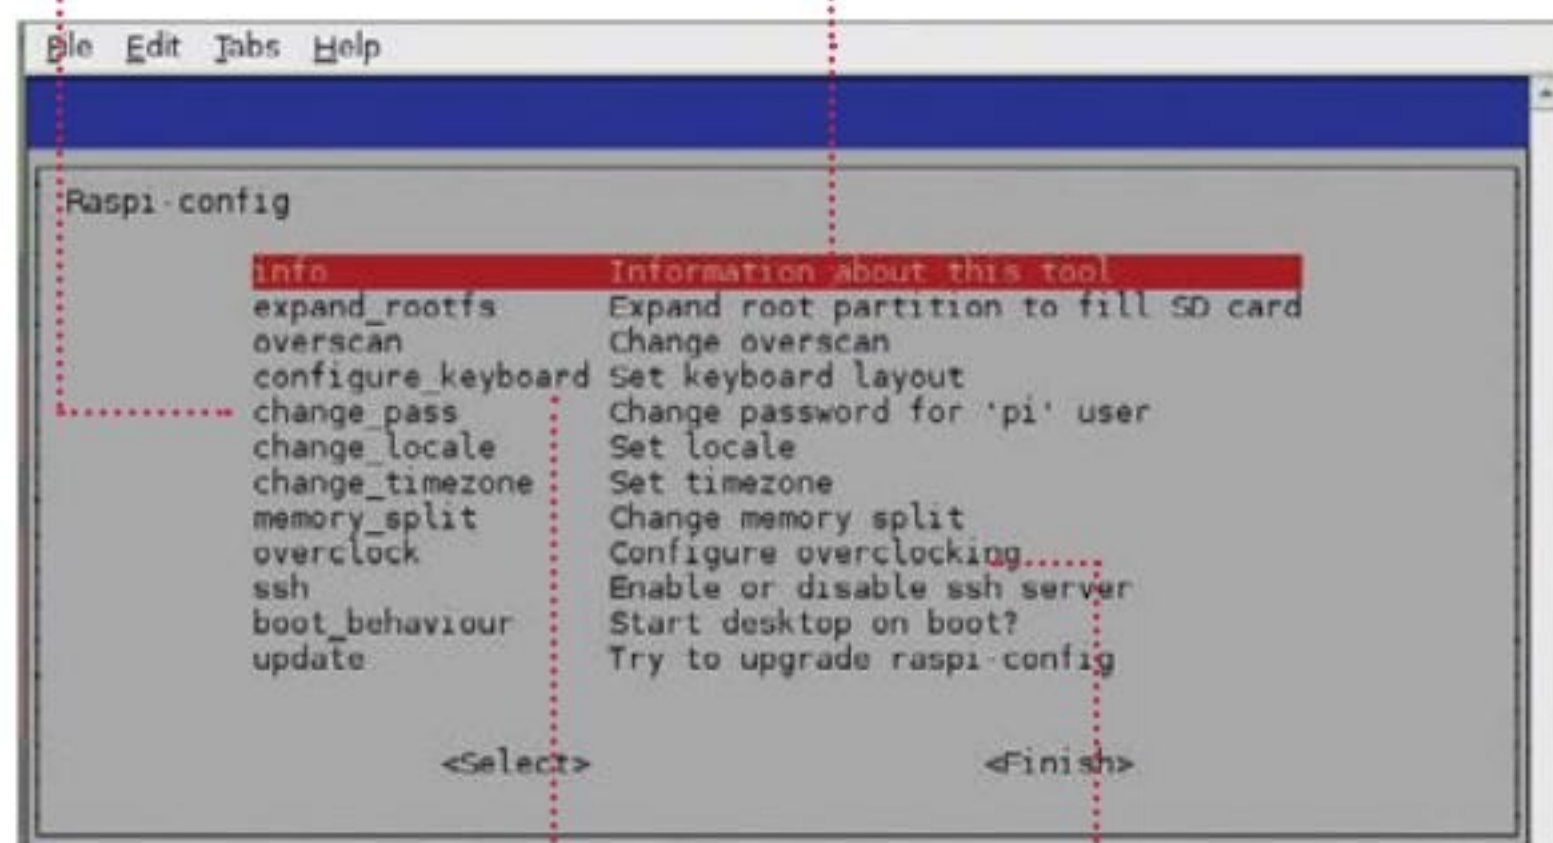 File Edit Tabs Help
Raspi-config
info Information about this tool
expand_rootfs Expand root partition to fill SD card
overscan Change overscan
configure_keyboard Set keyboard layout
change_pass Change password for 'pi' user
change_locale Set locale
change_timezone Set timezone
memory_split Change memory split
overclock Configure overclocking
ssh Enable or disable ssh server
boot_behaviour Start desktop on boot?
update Try to upgrade raspi-config
<Select> <Finish>